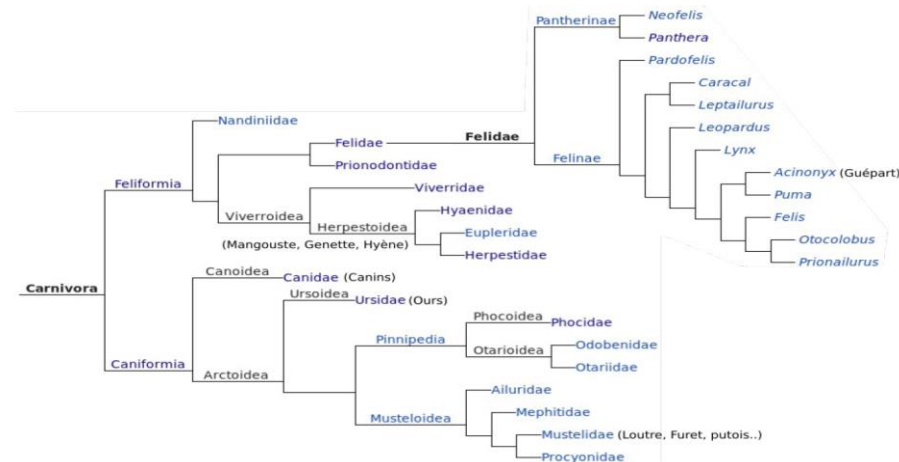 Neofelis
Pantherinae
Panthera
Pardofelis
Caracal
Leptailurus
Nandiniidae
Leopardus
Felidae
Felidae
Lynx
Prionodontidae
Felinae
Acinonyx (Guépart)
Feliformia
Viverridae
Puma
Viverroidea
Hyaenidae
Felis
Herpestoidea
Eupleridae
(Mangouste, Genette, Hyène)
Otocolobus
Herpestidae
Prionailurus
Canoidea
Canidae (Canins)
Carnivora
Ursoidea
Ursidae (Ours)
Phocoidea
Phocidae
Pinnipedia
Odobenidae
Otarioidea
Caniformia
Otariidae
Arctoidea
Ailuridae
Mephitidae
Musteloidea
Mustelidae (Loutre, Furet, putois..)
Procyonidae